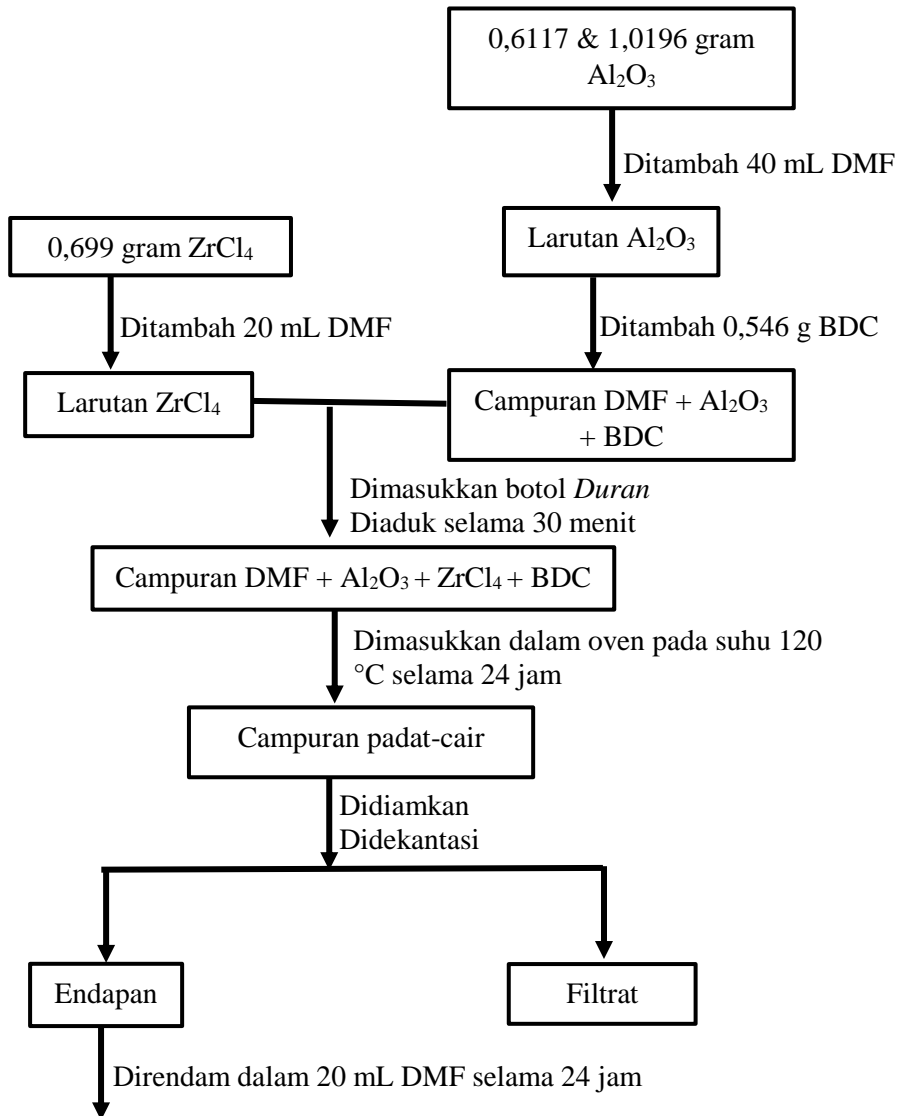 0,6117 & 1,0196 gram
Al₂O₃
Ditambah 40 mL DMF
0,699 gram ZrCl₄
Larutan Al₂O₃
Ditambah 20 mL DMF
Ditambah 0,546 g BDC
Larutan ZrCl₄
Campuran DMF + Al₂O₃
+ BDC
Dimasukkan botol Duran
Diaduk selama 30 menit
Campuran DMF + Al₂O₃ + ZrCl₄ + BDC
Dimasukkan dalam oven pada suhu 120
°C selama 24 jam
Campuran padat-cair
Didiamkan
Didekantasi
Endapan
Filtrat
Direndam dalam 20 mL DMF selama 24 jam